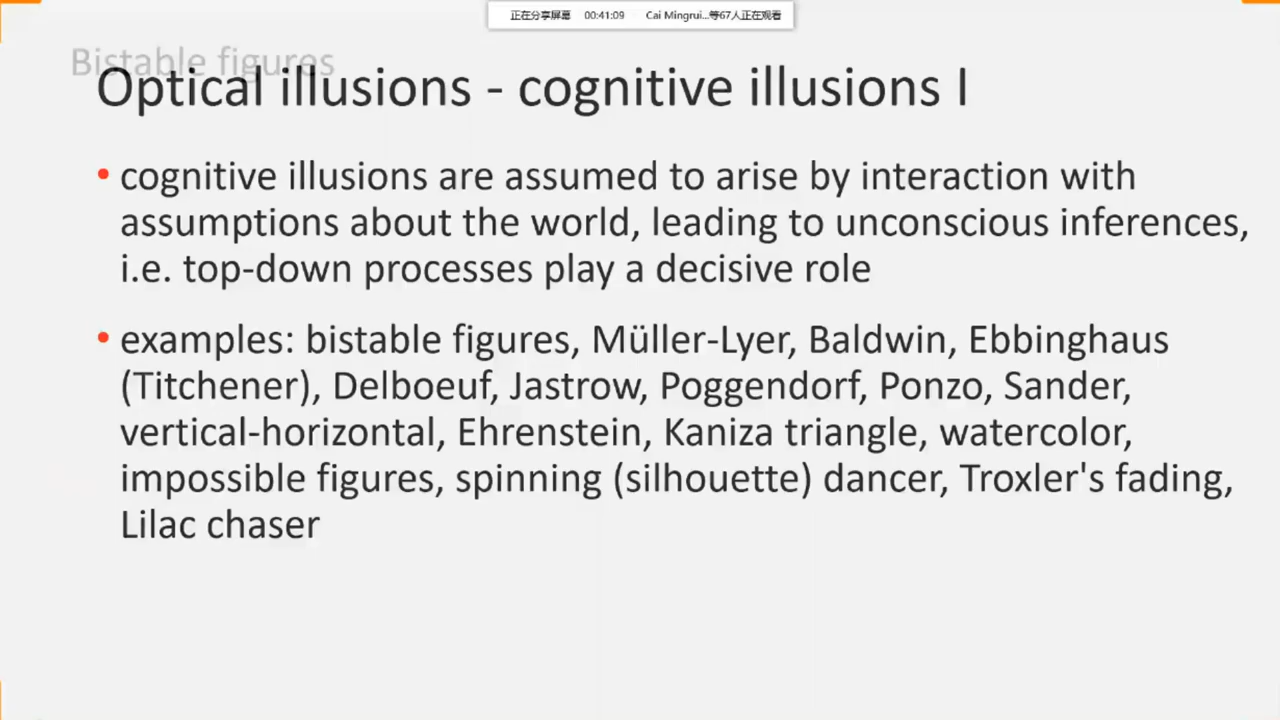 正在分享屏幕 00:41:09 Cai Mingrui...等67人正在观看
Bistable figures
Optical illusions - cognitive illusions I
• cognitive illusions are assumed to arise by interaction with
assumptions about the world, leading to unconscious inferences,
i.e. top-down processes play a decisive role
• examples: bistable figures, Müller-Lyer, Baldwin, Ebbinghaus
(Titchener), Delboeuf, Jastrow, Poggendorf, Ponzo, Sander,
vertical-horizontal, Ehrenstein, Kaniza triangle, watercolor,
impossible figures, spinning (silhouette) dancer, Troxler's fading,
Lilac chaser